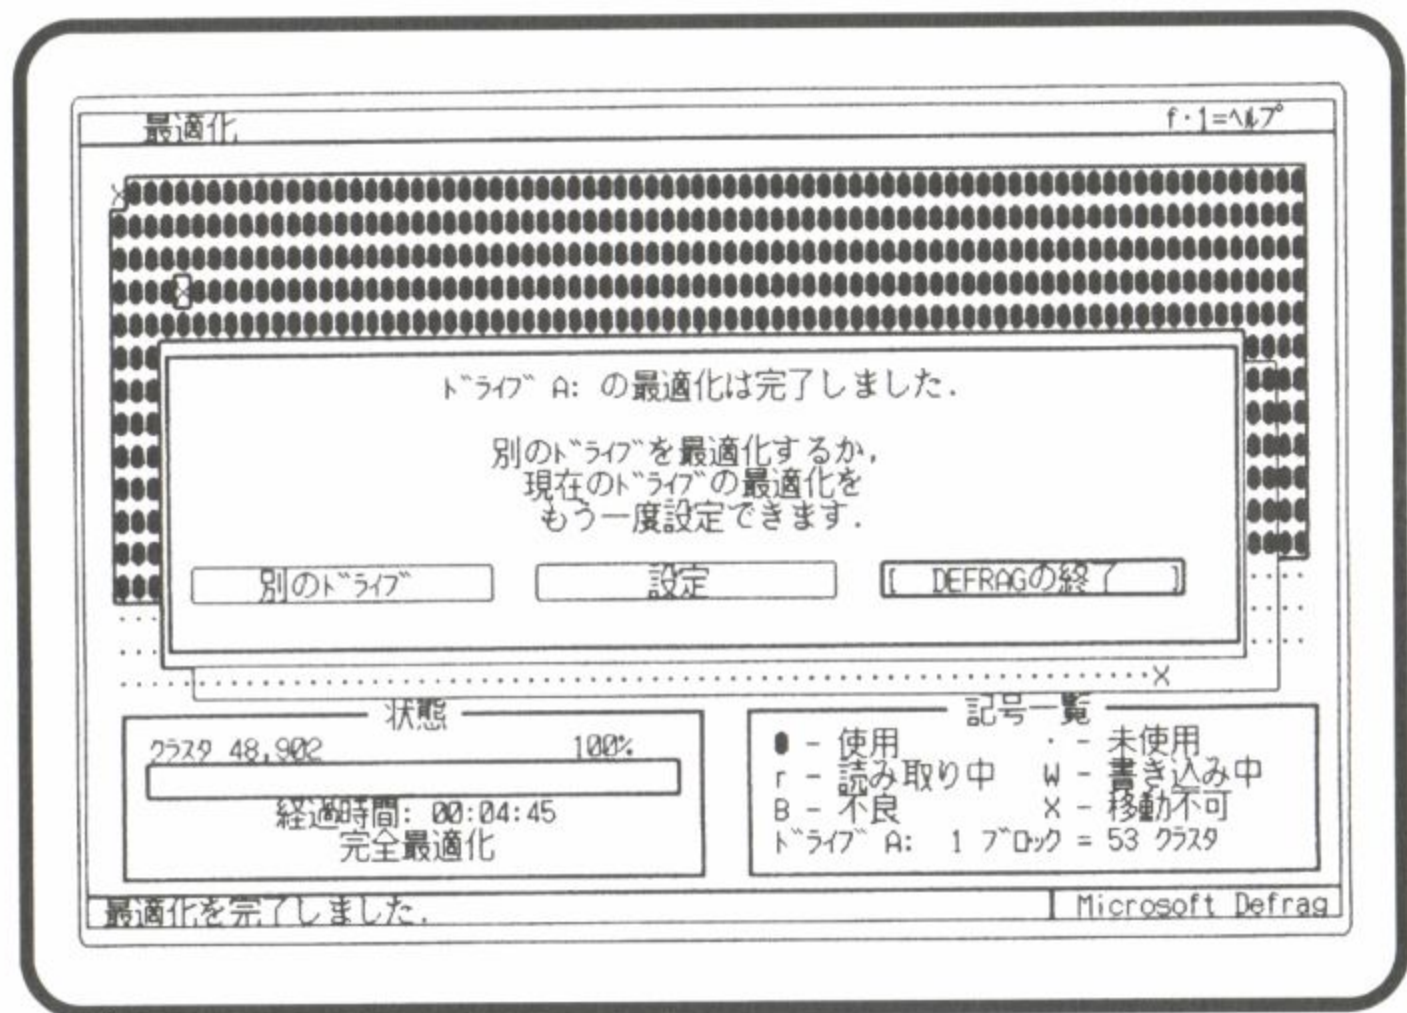 最適化
f・1=ﾍﾙﾌﾟ
ﾄﾞﾗｲﾌﾞ A: の最適化は完了しました.
別のﾄﾞﾗｲﾌﾞを最適化するか,
現在のﾄﾞﾗｲﾌﾞの最適化を
もう一度設定できます.
別のﾄﾞﾗｲﾌﾞ
設定
[ DEFRAGの終了 ]
状態
ｸﾗｽﾀ 48,902 100%
経過時間: 00:04:45
完全最適化
記号一覧
- 使用 ・ - 未使用
r - 読み取り中 W - 書き込み中
B - 不良 X - 移動不可
ﾄﾞﾗｲﾌﾞ A: 1 ﾌﾞﾛｯｸ = 53 ｸﾗｽﾀ
最適化を完了しました.
Microsoft Defrag